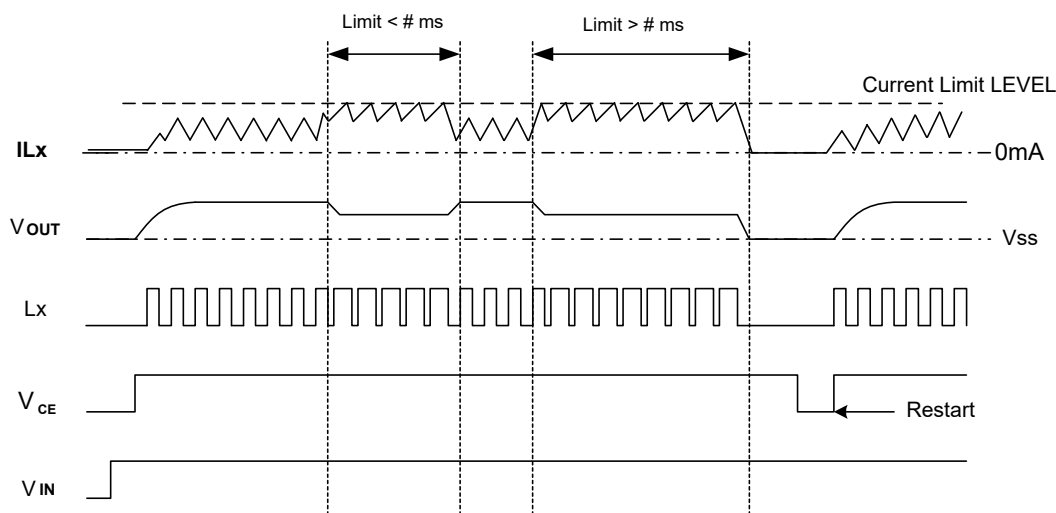 Limit < # ms
Limit > # ms
Current Limit LEVEL
ILx
0mA
VOUT
Vss
Lx
VCE
Restart
VIN